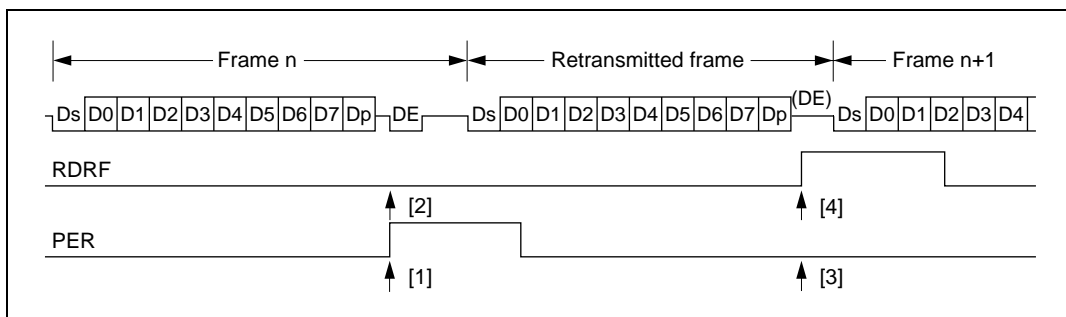 Frame n Retransmitted frame Frame n+1
Ds D0 D1 D2 D3 D4 D5 D6 D7 Dp DE Ds D0 D1 D2 D3 D4 D5 D6 D7 Dp (DE) Ds D0 D1 D2 D3 D4
RDRF
[2] [4]
PER
[1] [3]